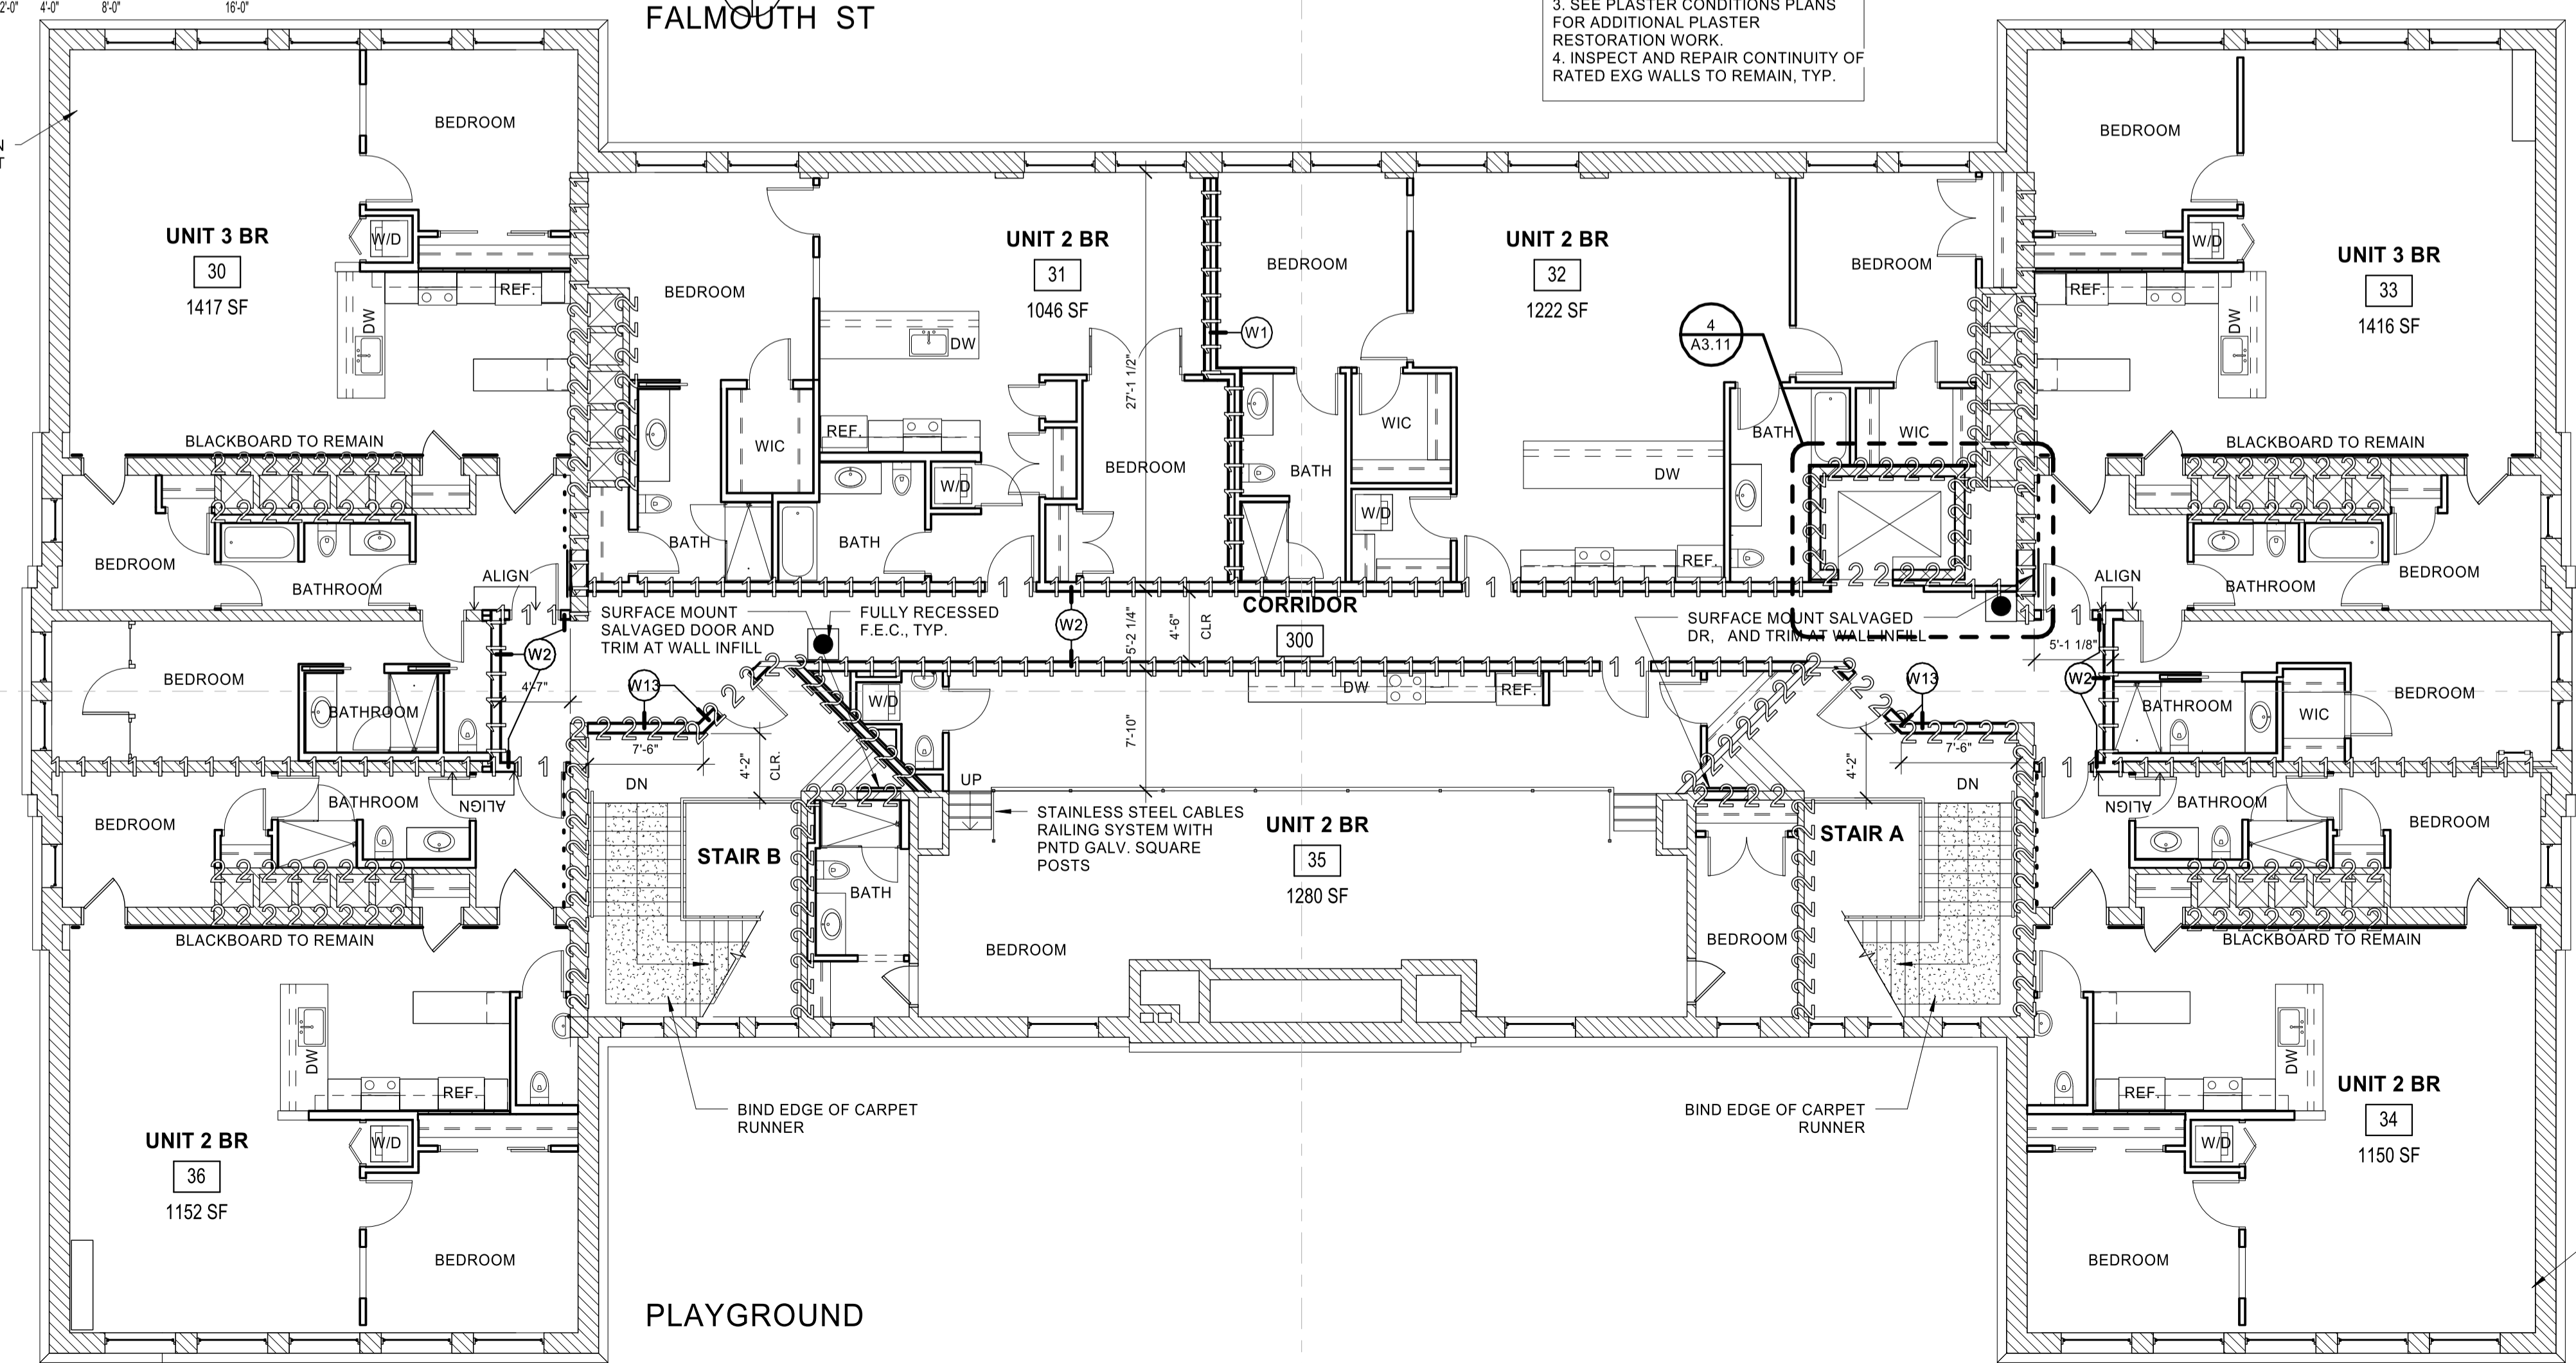 2'-0" 4'-0" 8'-0" 16'-0"
FALMOUTH ST
3. SEE PLASTER CONDITIONS PLANS
FOR ADDITIONAL PLASTER
RESTORATION WORK.
4. INSPECT AND REPAIR CONTINUITY OF
RATED EXG WALLS TO REMAIN, TYP.
BEDROOM
UNIT 3 BR
30
1417 SF
W/D
REF.
DW
BLACKBOARD TO REMAIN
BEDROOM
UNIT 2 BR
31
1046 SF
DW
REF.
WIC
BATH
BATH
W/D
BEDROOM
27'-1 1/2"
W1
BEDROOM
UNIT 2 BR
32
1222 SF
BEDROOM
4
A3.11
WIC
BATH
W/D
DW
REF.
BATH
WIC
BEDROOM
UNIT 3 BR
33
1416 SF
W/D
REF.
DW
BLACKBOARD TO REMAIN
BEDROOM
BATHROOM
ALIGN
SURFACE MOUNT
SALVAGED DOOR AND
TRIM AT WALL INFILL
FULLY RECESSED
F.E.C., TYP.
W2
5'-2 1/4"
4'-6"
CLR
CORRIDOR
300
SURFACE MOUNT SALVAGED
DR, AND TRIM AT WALL INFILL
ALIGN
BATHROOM
BEDROOM
5'-1 1/8"
BEDROOM
BATHROOM
W2
4'-7"
W13
7'-6"
4'-2"
CLR.
DN
W/D
DW
REF.
7'-10"
UP
W13
7'-6"
4'-2"
DN
W2
BATHROOM
WIC
BEDROOM
ALIGN
BATHROOM
BEDROOM
STAIR B
BATH
STAINLESS STEEL CABLES
RAILING SYSTEM WITH
PNTD GALV. SQUARE
POSTS
UNIT 2 BR
35
1280 SF
BEDROOM
BEDROOM
STAIR A
ALIGN
BATHROOM
BEDROOM
BLACKBOARD TO REMAIN
BLACKBOARD TO REMAIN
DW
REF.
UNIT 2 BR
36
1152 SF
W/D
BEDROOM
BIND EDGE OF CARPET
RUNNER
BIND EDGE OF CARPET
RUNNER
REF.
DW
UNIT 2 BR
34
1150 SF
W/D
BEDROOM
PLAYGROUND